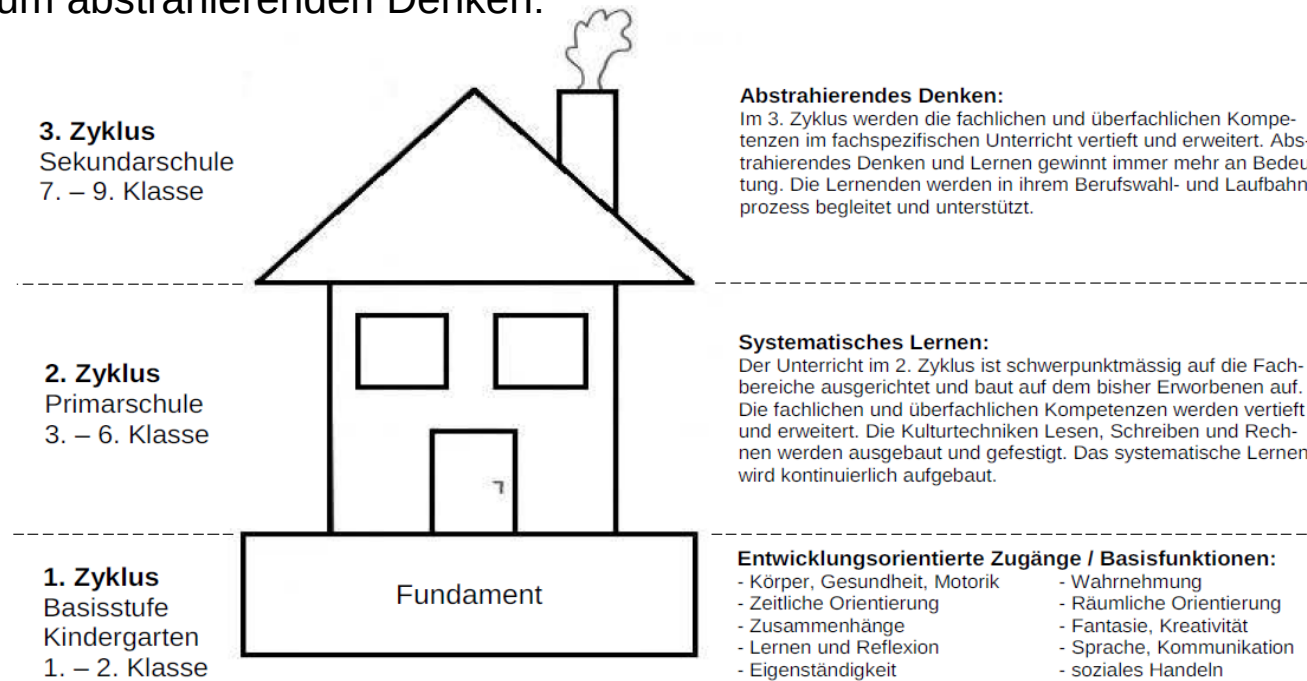 um abstrahierenden Denken.
3. Zyklus
Sekundarschule
7. – 9. Klasse
Abstrahierendes Denken:
Im 3. Zyklus werden die fachlichen und überfachlichen Kompe-
tenzen im fachspezifischen Unterricht vertieft und erweitert. Abs-
trahierendes Denken und Lernen gewinnt immer mehr an Bedeu
tung. Die Lernenden werden in ihrem Berufswahl- und Laufbahn
prozess begleitet und unterstützt.
2. Zyklus
Primarschule
3. – 6. Klasse
Systematisches Lernen:
Der Unterricht im 2. Zyklus ist schwerpunktmässig auf die Fach-
bereiche ausgerichtet und baut auf dem bisher Erworbenen auf.
Die fachlichen und überfachlichen Kompetenzen werden vertieft
und erweitert. Die Kulturtechniken Lesen, Schreiben und Rech-
nen werden ausgebaut und gefestigt. Das systematische Lernen
wird kontinuierlich aufgebaut.
1. Zyklus
Basisstufe
Kindergarten
1. – 2. Klasse
Fundament
Entwicklungsorientierte Zugänge / Basisfunktionen:
- Körper, Gesundheit, Motorik
- Zeitliche Orientierung
- Zusammenhänge
- Lernen und Reflexion
- Eigenständigkeit
- Wahrnehmung
- Räumliche Orientierung
- Fantasie, Kreativität
- Sprache, Kommunikation
- soziales Handeln